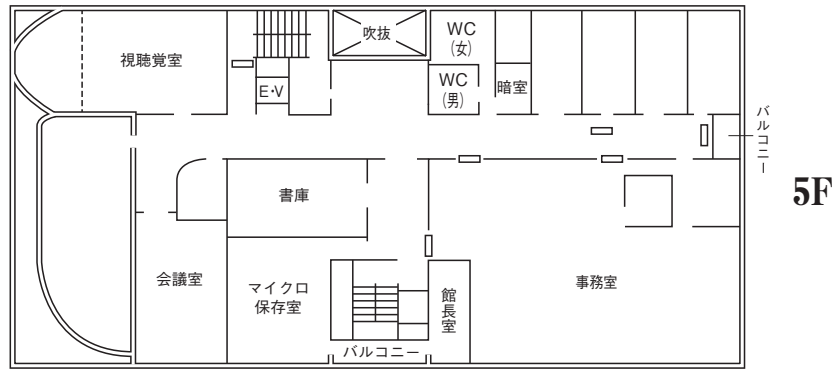 視聴覚室
吹抜
WC
(女)
WC
(男)
暗室
E・V
バルコニー
5F
書庫
会議室
マイクロ
保存室
館長室
事務室
バルコニー